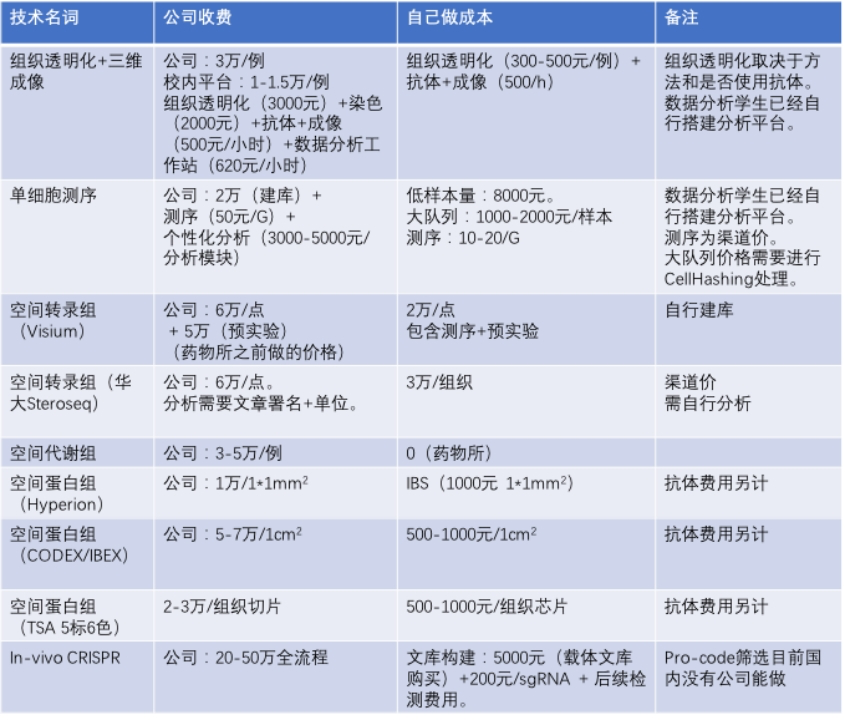 技术名词
公司收费
自己做成本
备注
组织透明化+三维
成像
公司：3万/例
校内平台：1-1.5万/例
组织透明化（3000元）+染色
（2000元）+抗体+成像
（500元/小时）+数据分析工
作站（620元/小时）
组织透明化（300-500元/例）+
抗体+成像（500/h）
组织透明化取决于方
法和是否使用抗体。
数据分析学生已经自
行搭建分析平台。
单细胞测序
公司：2万（建库）+
测序（50元/G）+
个性化分析（3000-5000元/
分析模块）
低样本量：8000元。
大队列：1000-2000元/样本
测序：10-20/G
数据分析学生已经自
行搭建分析平台。
测序为渠道价。
大队列价格需要进行
CellHashing处理。
空间转录组
（Visium）
公司：6万/点
+ 5万（预实验）
（药物所之前做的价格）
2万/点
包含测序+预实验
自行建库
空间转录组（华
大Steroseq）
公司：6万/点。
分析需要文章署名+单位。
3万/组织
渠道价
需自行分析
空间代谢组
公司：3-5万/例
0（药物所）
空间蛋白组
（Hyperion）
公司：1万/1*1mm²
IBS（1000元 1*1mm²）
抗体费用另计
空间蛋白组
（CODEX/IBEX）
公司：5-7万/1cm²
500-1000元/1cm²
抗体费用另计
空间蛋白组
（TSA 5标6色）
2-3万/组织切片
500-1000元/组织芯片
抗体费用另计
In-vivo CRISPR
公司：20-50万全流程
文库构建：5000元（载体文库
购买）+200元/sgRNA + 后续检
测费用。
Pro-code筛选目前国
内没有公司能做